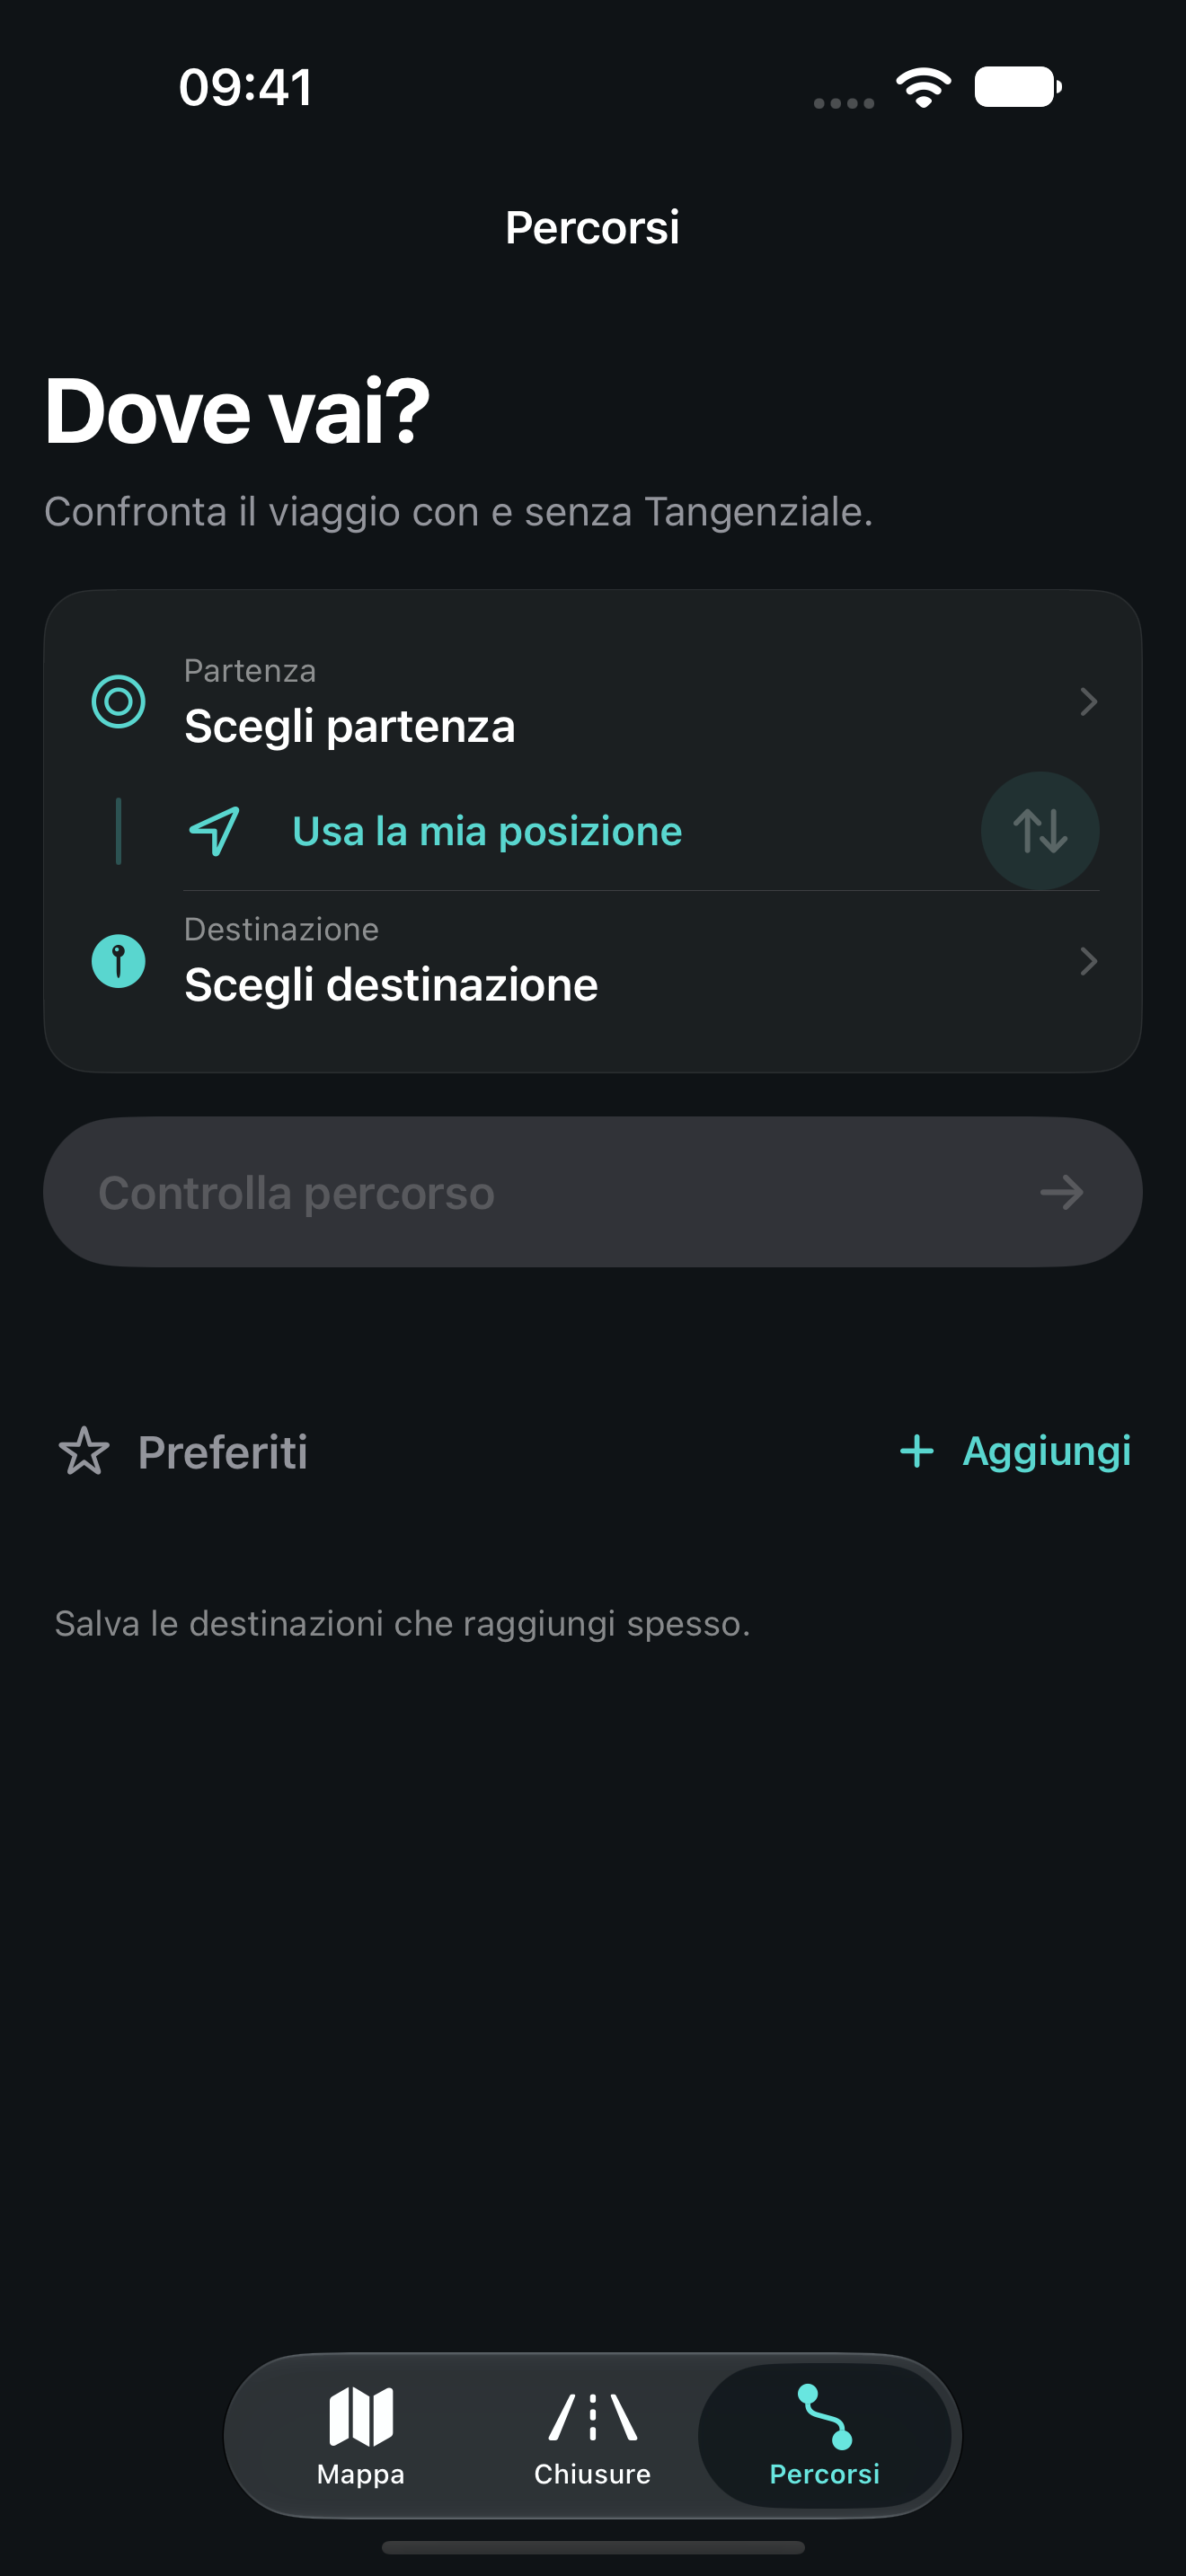 09:41
Percorsi
Dove vai?
Confronta il viaggio con e senza Tangenziale.
Partenza
Scegli partenza
Usa la mia posizione
Destinazione
Scegli destinazione
Controlla percorso
Preferiti
Aggiungi
Salva le destinazioni che raggiungi spesso.
Mappa
Chiusure
Percorsi